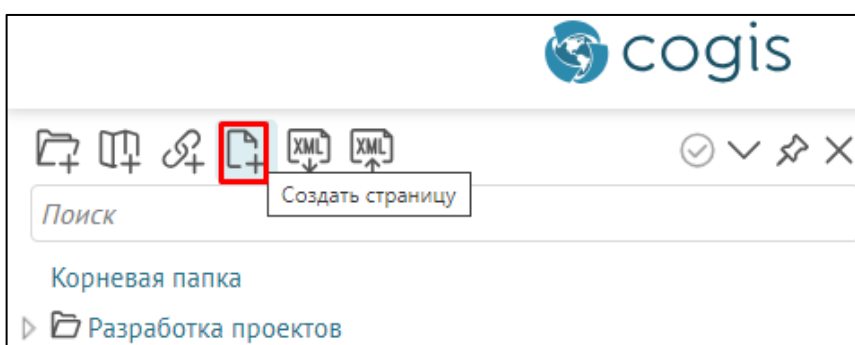 cogis
XML XML
Создать страницу
Поиск
Корневая папка
Разработка проектов